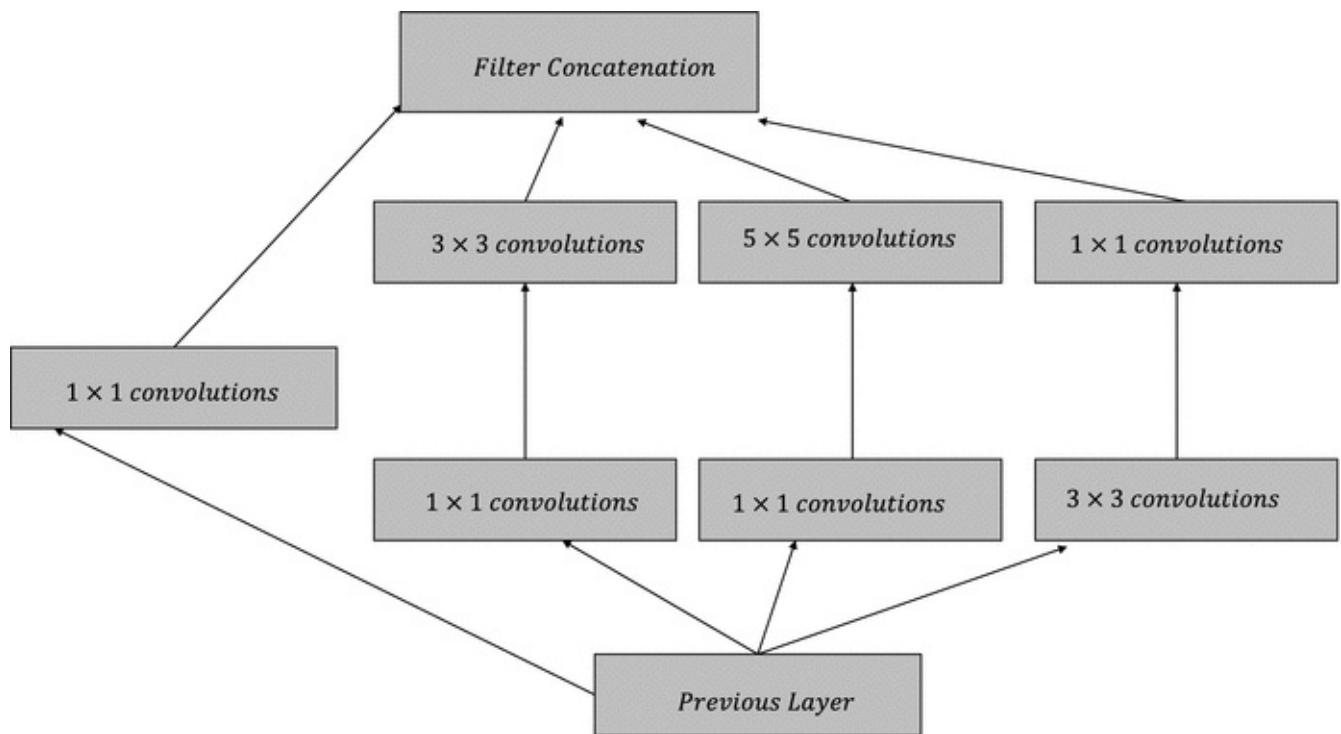 Filter Concatenation
3 × 3 convolutions
5 × 5 convolutions
1 × 1 convolutions
1 × 1 convolutions
1 × 1 convolutions
1 × 1 convolutions
3 × 3 convolutions
Previous Layer